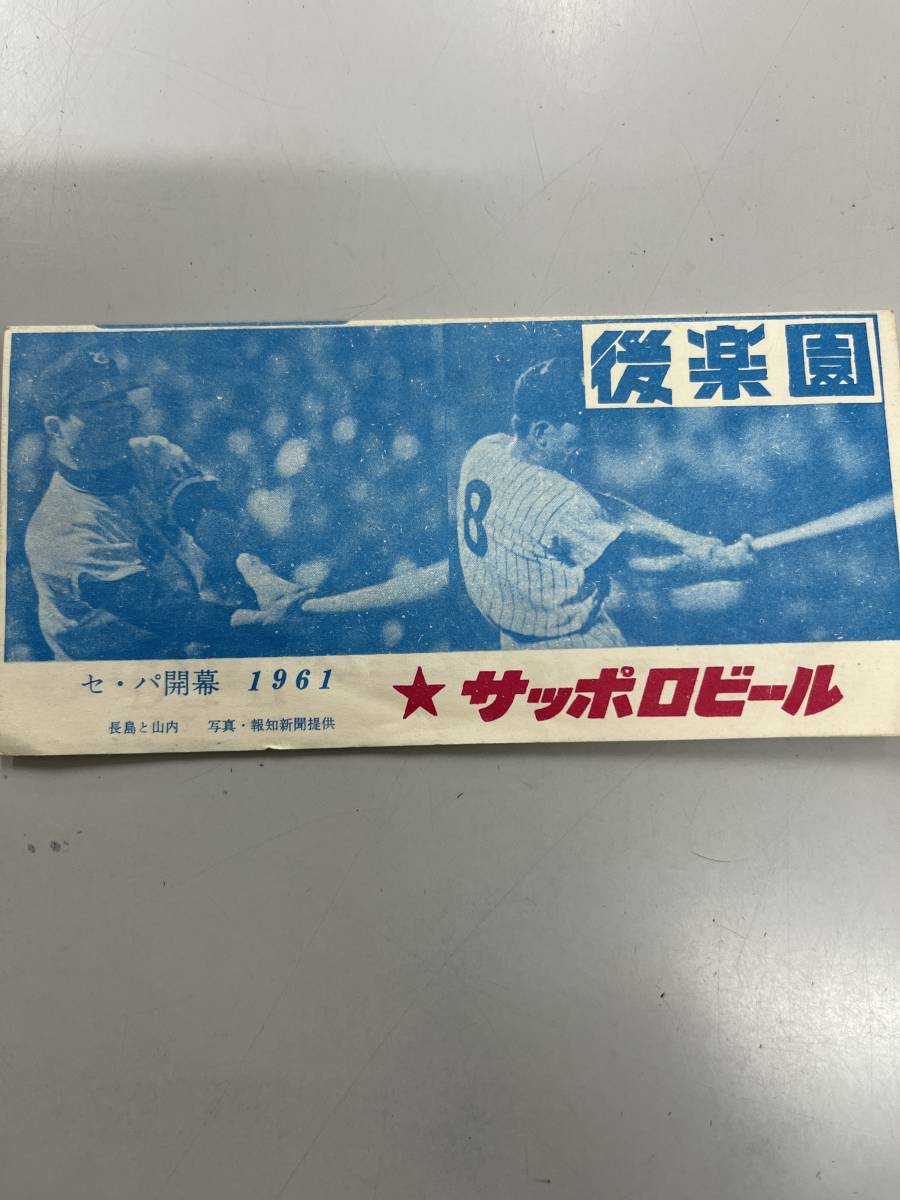 後楽園
8
セ・パ開幕 1961
★サッポロビール
長島と山内 写真・報知新聞提供